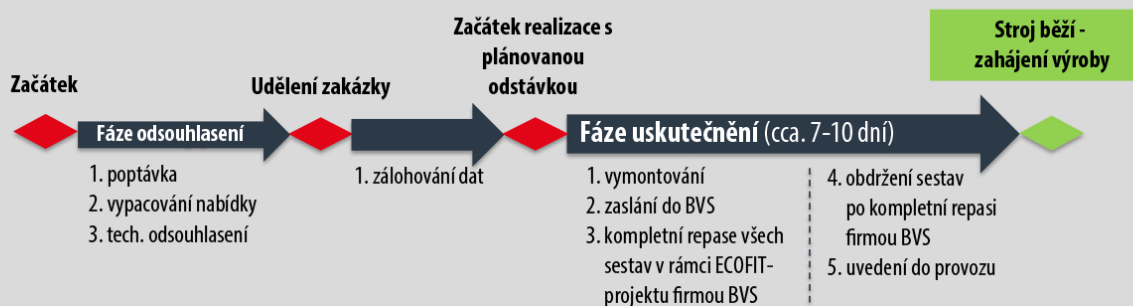 Začátek
Udělení zakázky
Začátek realizace s
plánovanou
odstávkou
Stroj běží -
zahájení výroby
Fáze odsouhlasení
1. poptávka
2. vypacování nabídky
3. tech. odsouhlasení
1. zálohování dat
Fáze uskutečnění (cca. 7-10 dní)
1. vymontování
2. zaslání do BVS
3. kompletní repase všech
sestav v rámci ECOFIT-
projektu firmou BVS
4. obdržení sestav
po kompletní repasi
firmou BVS
5. uvedení do provozu